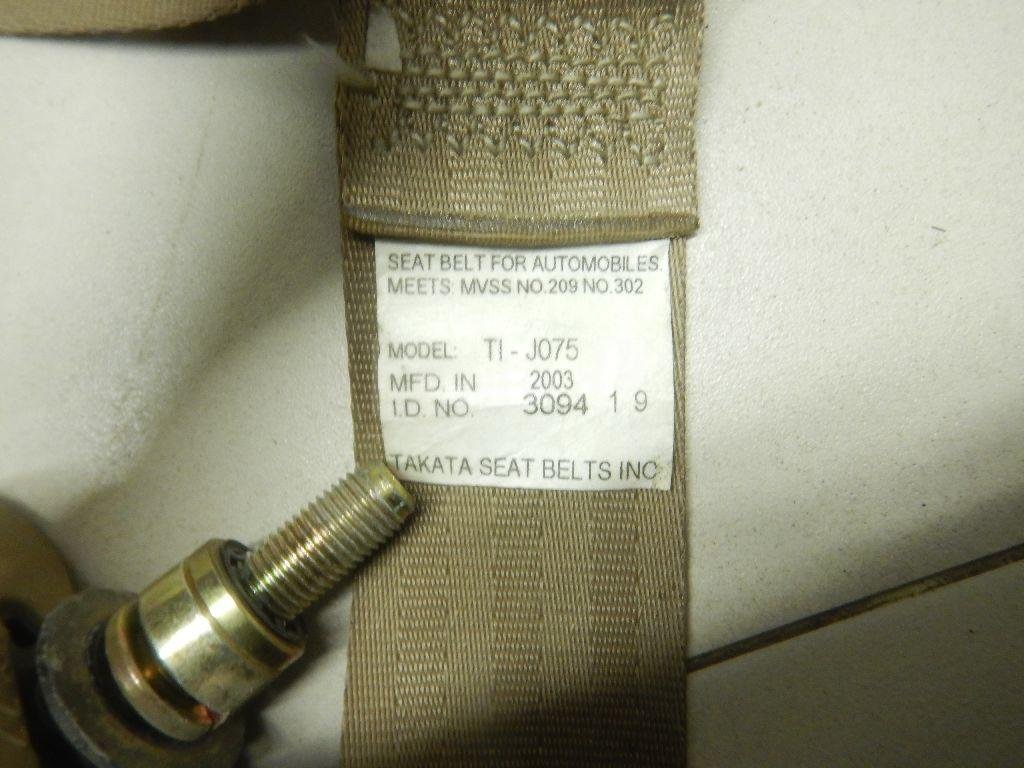 SEAT BELT FOR AUTOMOBILES.
MEETS: MVSS NO.209 NO.302
MODEL: TI - J075
MFD. IN 2003
I.D. NO. 3094 1 9
TAKATA SEAT BELTS INC